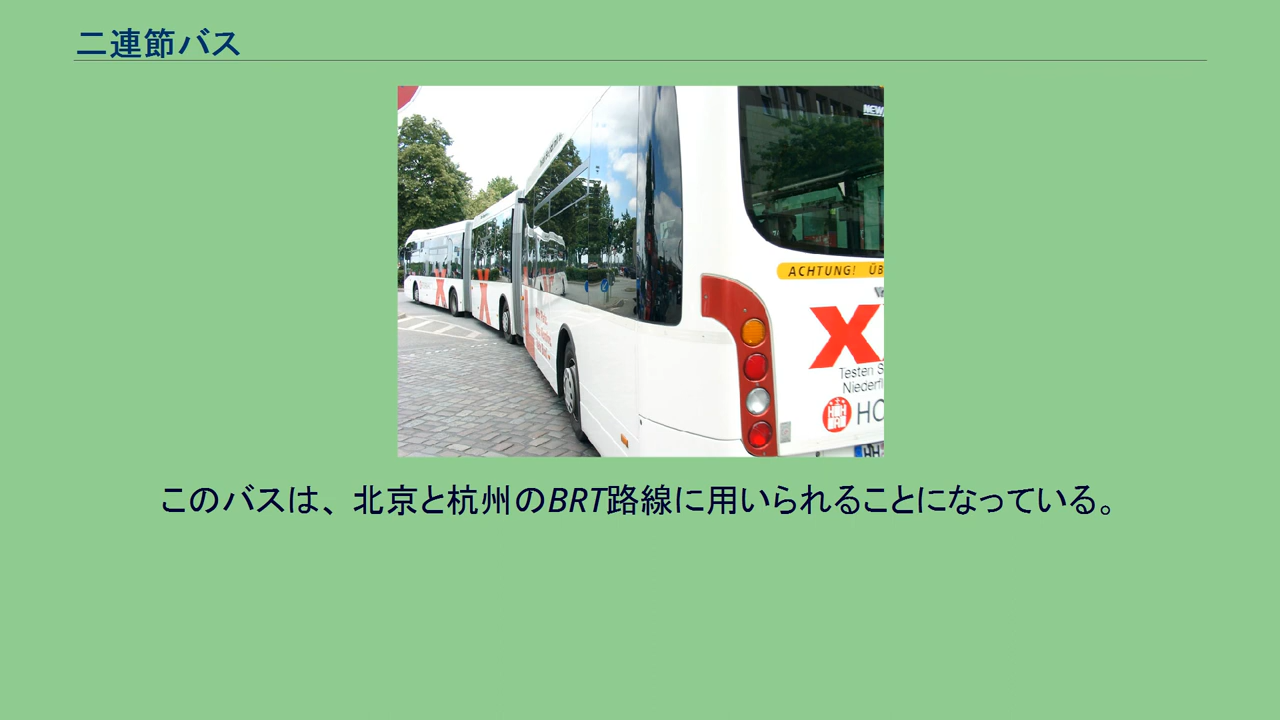 二連節バス
NEW
ACHTUNG!
X
Testen
HO
X X L
HH
このバスは、北京と杭州のBRT路線に用いられることになっている。